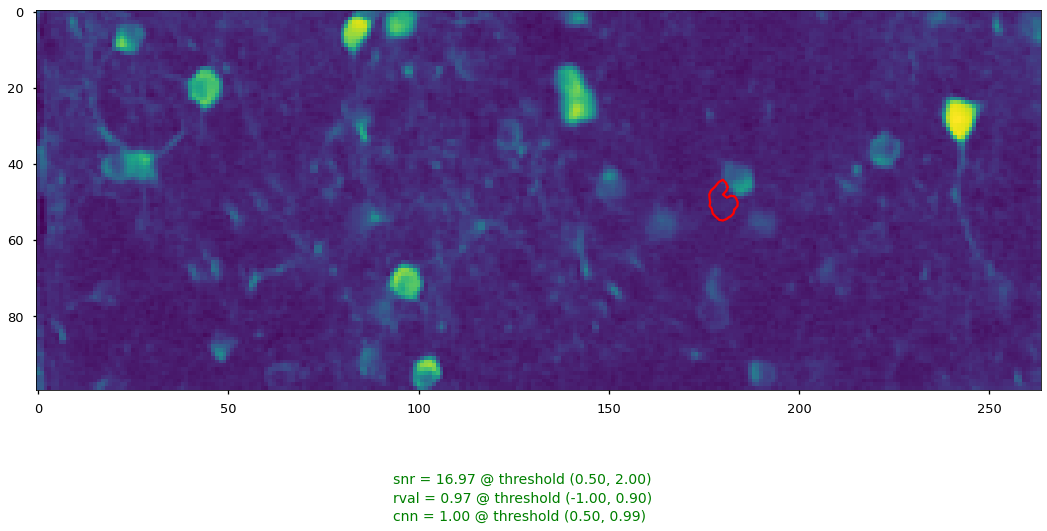 0
20
40
60
80
0 50 100 150 200 250
snr = 16.97 @ threshold (0.50, 2.00)
rval = 0.97 @ threshold (-1.00, 0.90)
cnn = 1.00 @ threshold (0.50, 0.99)